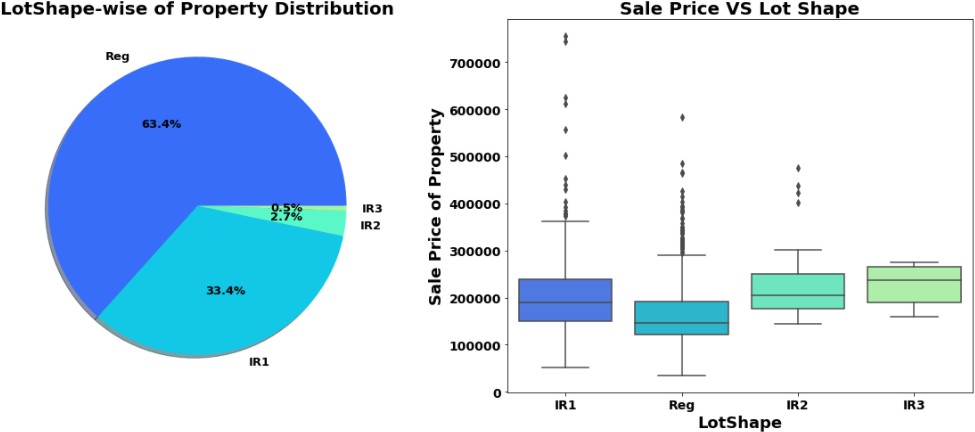 LotShape-wise of Property Distribution
Reg
63.4%
0.5%
IR3
2.7%
IR2
33.4%
IR1
Sale Price VS Lot Shape
Sale Price of Property
700000
600000
500000
400000
300000
200000
100000
0
IR1 Reg IR2 IR3
LotShape